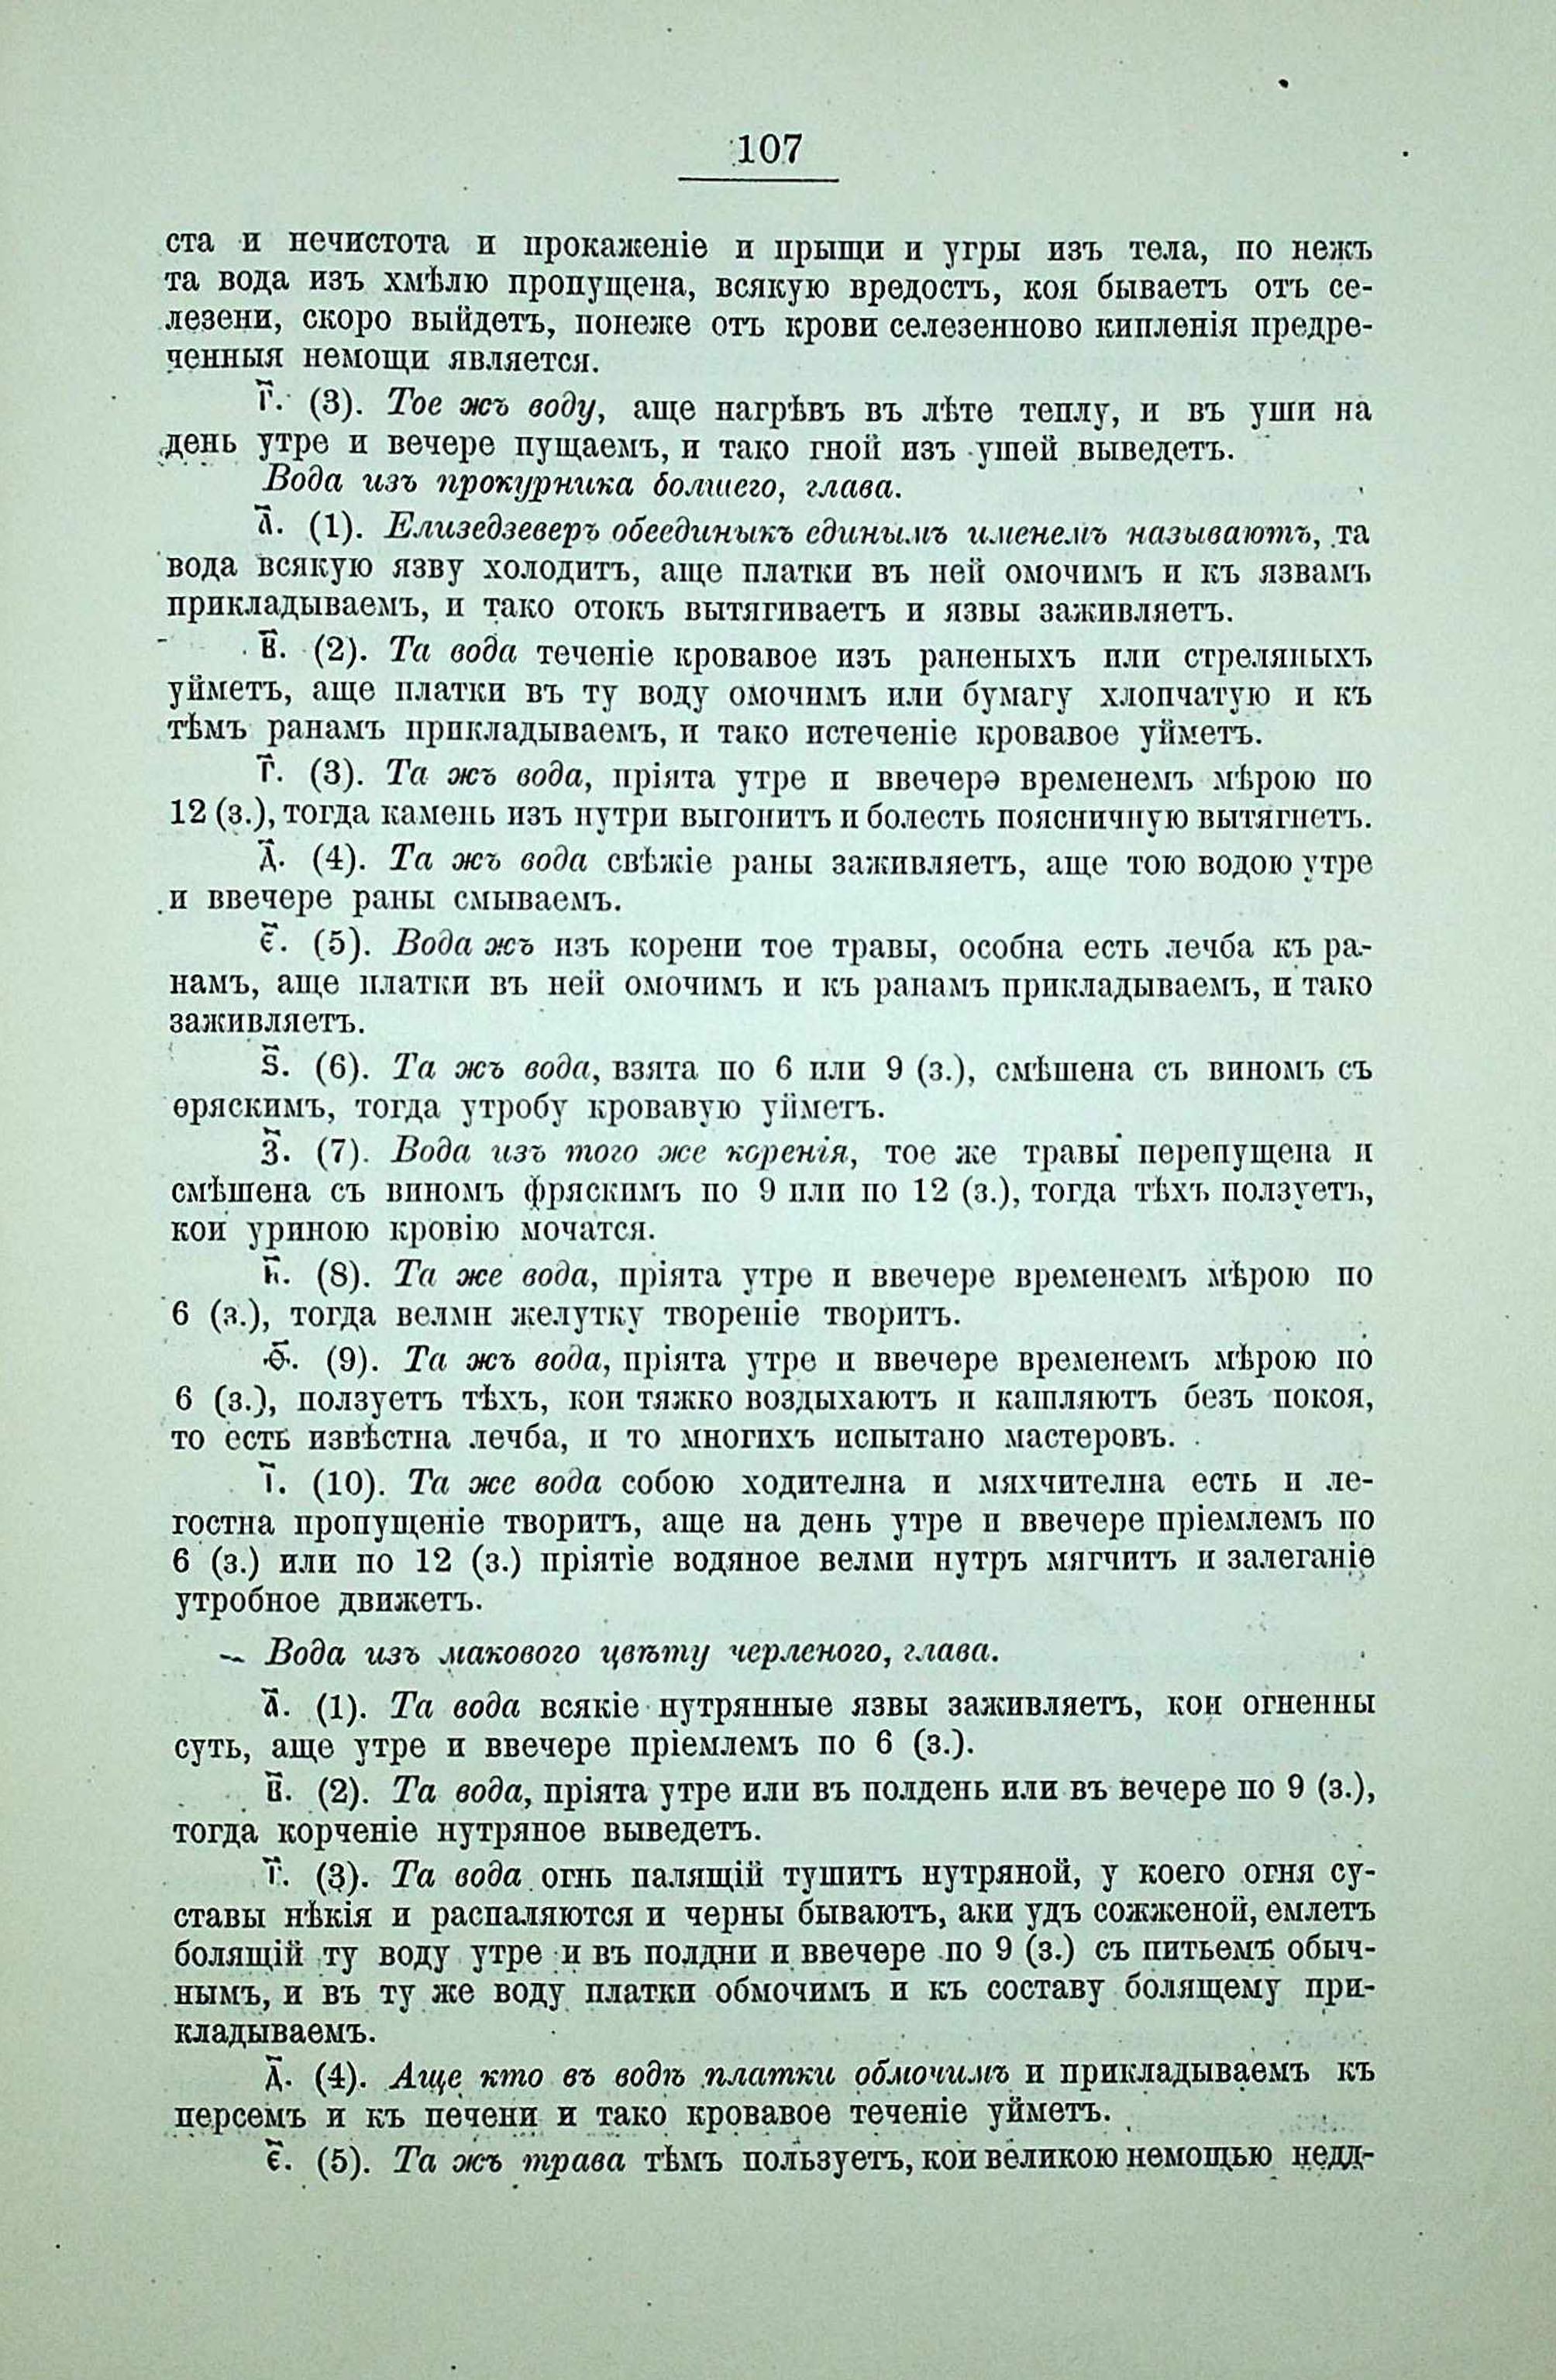 107
ста и нечистота и прокаженіе и прыщи и угры изъ тела, по нежъ
та вода изъ хмѣлю пропущена, всякую вредость, коя бываетъ отъ се-
лезени, скоро выйдетъ, понеже отъ крови селезенново кипленія предре-
ченныя немощи является.
г҃. (3). Тое жъ воду, аще нагрѣвъ въ лѣте теплу, и въ уши на
день утре и вечере пущаемъ, и тако гной изъ ушей выведетъ.
Вода изъ прокурника болшего, глава.
а҃. (1). Елизедзеверъ обеединыкъ единымъ именемъ называютъ, та
вода всякую язву холодитъ, аще платки въ ней омочимъ и къ язвамъ
прикладываемъ, и тако отокъ вытягиваетъ и язвы заживляетъ.
в҃. (2). Та вода теченіе кровавое изъ раненыхъ или стреляныхъ
уйметъ, аще платки въ ту воду омочимъ или бумагу хлопчатую и къ
тѣмъ ранамъ прикладываемъ, и тако истеченіе кровавое уйметъ.
г҃. (3). Та жъ вода, пріята утре и ввечерə временемъ мѣрою по
12 (з.), тогда камень изъ нутри выгонитъ и болесть поясничную вытягнетъ.
д҃. (4). Та жъ вода свѣжіе раны заживляетъ, аще тою водою утре
и ввечере раны смываемъ.
є҃. (5). Вода жъ изъ корени тое травы, особна есть лечба къ ра-
намъ, аще платки въ ней омочимъ и къ ранамъ прикладываемъ, и тако
заживляетъ.
ѕ҃. (6). Та жъ вода, взята по 6 или 9 (з.), смѣшена съ виномъ съ
ѳряскимъ, тогда утробу кровавую уйметъ.
з҃. (7). Вода изъ того же коренія, тое же травы перепущена и
смѣшена съ виномъ фряскимъ по 9 или по 12 (з.), тогда тѣхъ ползуетъ,
кои уриною кровію мочатся.
и҃. (8). Та же вода, пріята утре и ввечере временемъ мѣрою по
6 (з.), тогда велми желутку твореніе творитъ.
ѳ҃. (9). Та жъ вода, пріята утре и ввечере временемъ мѣрою по
6 (з.), ползуетъ тѣхъ, кои тяжко воздыхаютъ и кашляютъ безъ покоя,
то есть извѣстна лечба, и то многихъ испытано мастеровъ.
і҃. (10). Та же вода собою ходителна и мяхчителна есть и ле-
гостна пропущеніе творитъ, аще на день утре и ввечере пріемлемъ по
6 (з.) или по 12 (з.) пріятіе водяное велми нутръ мягчитъ и залеганіе
утробное движетъ.
Вода изъ макового цвѣту черленого, глава.
а҃. (1). Та вода всякіе нутрянные язвы заживляетъ, кои огненны
суть, аще утре и ввечере пріемлемъ по 6 (з.).
в҃. (2). Та вода, пріята утре или въ полдень или въ вечере по 9 (з.),
тогда корченіе нутряное выведетъ.
г҃. (3). Та вода огнь палящій тушитъ нутряной, у коего огня су-
ставы нѣкія и распаляются и черны бываютъ, аки удъ сожженой, емлетъ
болящій ту воду утре и въ полдни и ввечере по 9 (з.) съ питьемъ обыч-
нымъ, и въ ту же воду платки обмочимъ и къ составу болящему при-
кладываемъ.
д҃. (4). Аще кто въ водѣ платки обмочимъ и прикладываемъ къ
персемъ и къ печени и тако кровавое теченіе уйметъ.
є҃. (5). Та жъ трава тѣмъ пользуетъ, кои великою немощью недд-